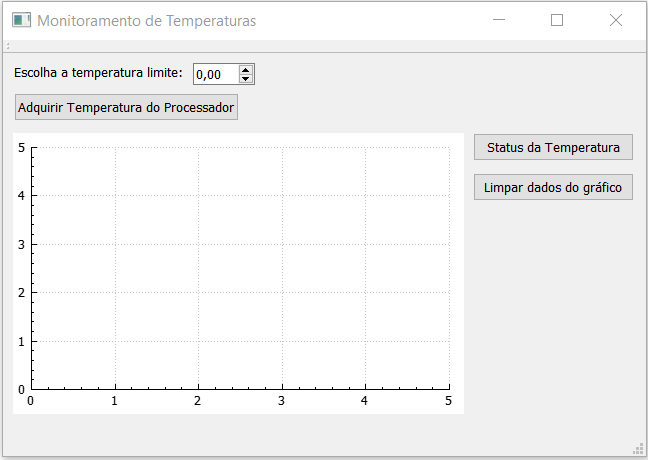 Monitoramento de Temperaturas
Escolha a temperatura limite: 0,00
Adquirir Temperatura do Processador
Status da Temperatura
Limpar dados do gráfico
5
4
3
2
1
0
0 1 2 3 4 5